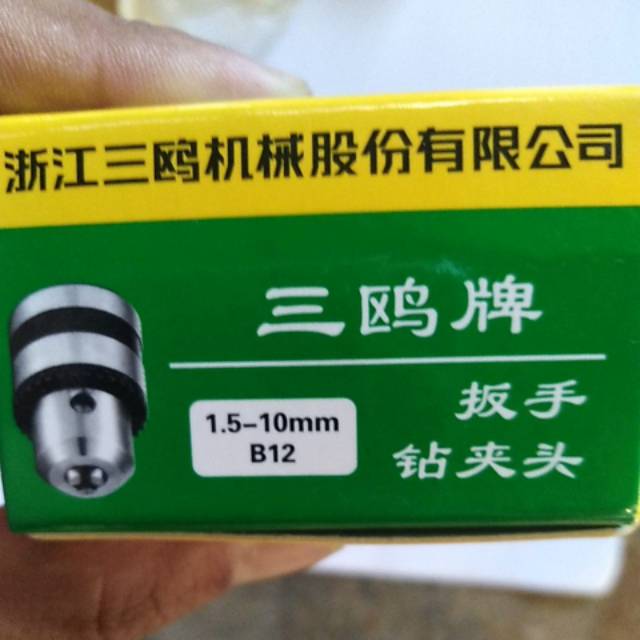 浙江三鸥机械股份有限公司
三鸥牌
1.5-10mm
B12
扳手
钻夹头